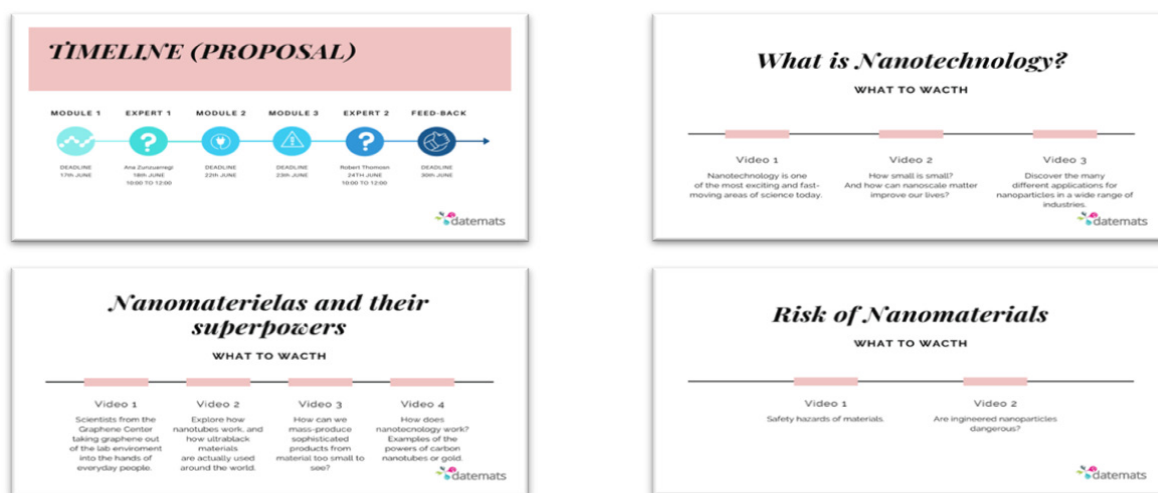 TIMELINE (PROPOSAL)
MODULE 1
EXPERT 1
MODULE 2
MODULE 3
EXPERT 2
FEED-BACK
DEADLINE
17th JUNE
Ana Zunzuarregi
18th JUNE
10:00 TO 12:00
DEADLINE
22th JUNE
DEADLINE
23th JUNE
Robert Thomson
24TH JUNE
10:00 TO 12:00
DEADLINE
30th JUNE
datemats
What is Nanotechnology?
WHAT TO WACTH
Video 1
Nanotechnology is one
of the most exciting and fast-
moving areas of science today.
Video 2
How small is small?
And how can nanoscale matter
improve our lives?
Video 3
Discover the many
different applications for
nanoparticles in a wide range of
industries.
datemats
Nanomaterielas and their
superpowers
WHAT TO WACTH
Video 1
Scientists from the
Graphene Center
taking graphene out
of the lab enviroment
into the hands of
everyday people.
Video 2
Explore how
nanotubes work, and
how ultrablack
materials
are actually used
around the world.
Video 3
How can we
mass-produce
sophisticated
products from
material too small to
see?
Video 4
How does
nanotecnology work?
Examples of the
powers of carbon
nanotubes or gold.
datemats
Risk of Nanomaterials
WHAT TO WACTH
Video 1
Safety hazards of materials.
Video 2
Are ingineered nanoparticles
dangerous?
datemats